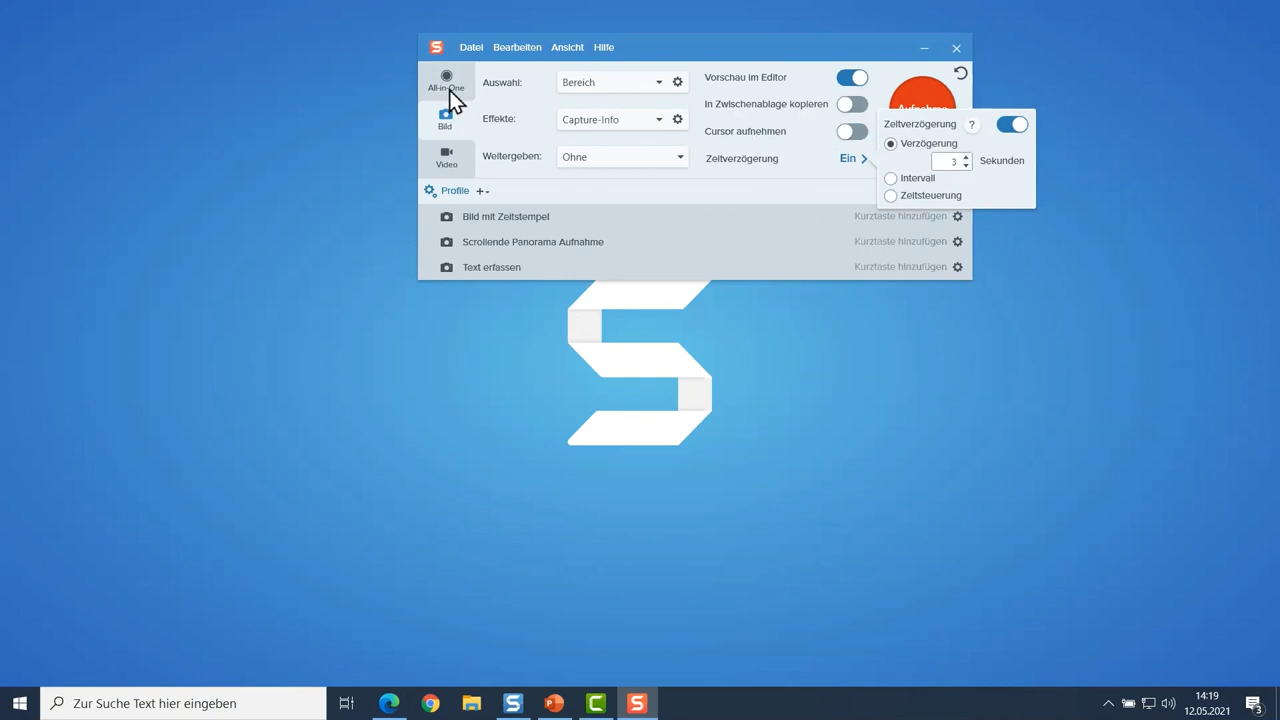 S Datei Bearbeiten Ansicht Hilfe
All-in-One
Bild
Video
Auswahl: Bereich
Effekte: Capture-Info
Weitergeben: Ohne
Vorschau im Editor
In Zwischenablage kopieren
Cursor aufnehmen
Zeitverzögerung Ein
Aufnahme
Zeitverzögerung ?
Verzögerung
3 Sekunden
Intervall
Zeitsteuerung
Profile
Bild mit Zeitstempel Kurztaste hinzufügen
Scrollende Panorama Aufnahme Kurztaste hinzufügen
Text erfassen Kurztaste hinzufügen
Zur Suche Text hier eingeben
14:19
12.05.2021
3